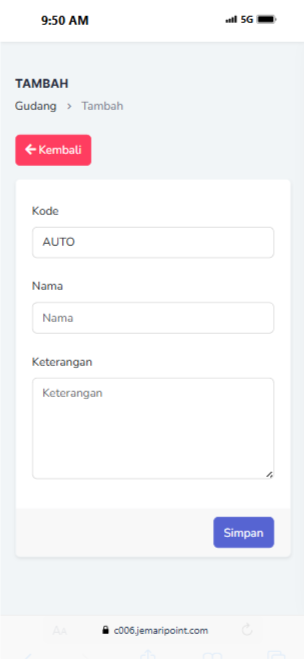 9:50 AM
5G
TAMBAH
Gudang > Tambah
Kembali
Kode
AUTO
Nama
Nama
Keterangan
Keterangan
Simpan
AA
c006.jemaripoint.com